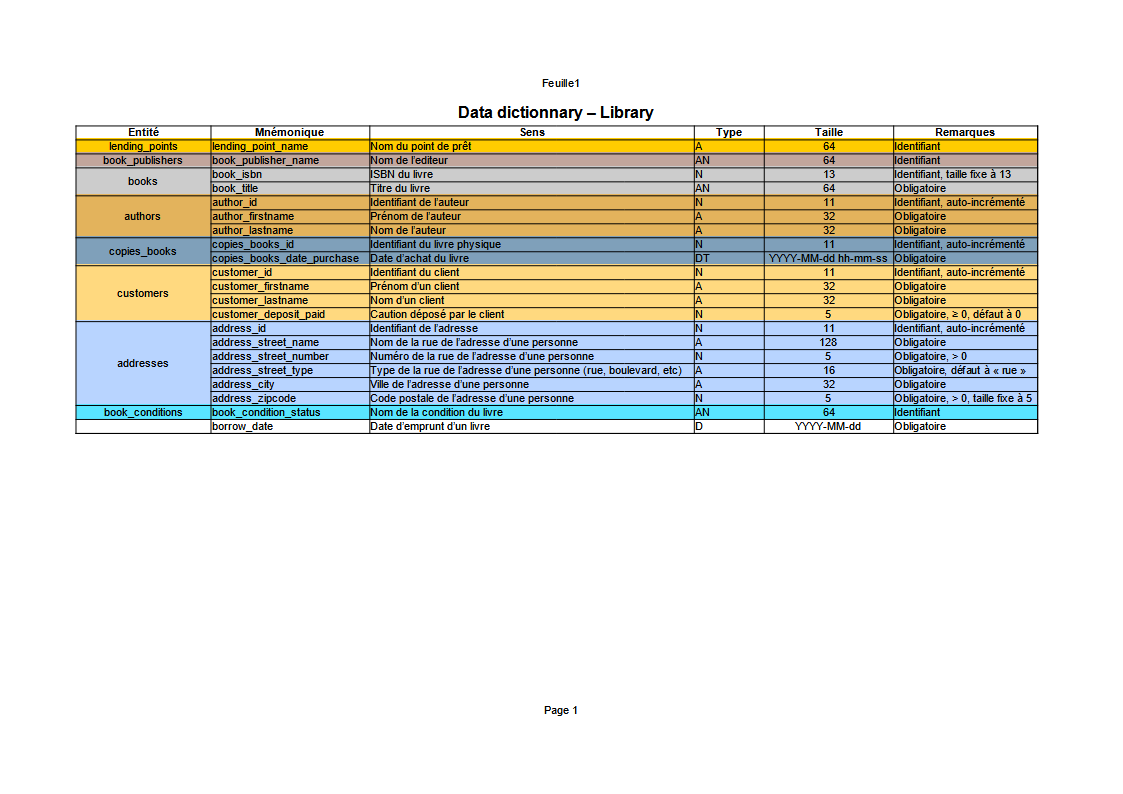 Feuille1
Data dictionnary – Library
Entité Mnémonique Sens Type Taille Remarques
lending_points lending_point_name Nom du point de prêt A 64 Identifiant
book_publishers book_publisher_name Nom de l'editeur AN 64 Identifiant
books book_isbn ISBN du livre N 13 Identifiant, taille fixe à 13
book_title Titre du livre AN 64 Obligatoire
authors author_id Identifiant de l'auteur N 11 Identifiant, auto-incrémenté
author_firstname Prénom de l'auteur A 32 Obligatoire
author_lastname Nom de l'auteur A 32 Obligatoire
copies_books copies_books_id Identifiant du livre physique N 11 Identifiant, auto-incrémenté
copies_books_date_purchase Date d'achat du livre DT YYYY-MM-dd hh-mm-ss Obligatoire
customers customer_id Identifiant du client N 11 Identifiant, auto-incrémenté
customer_firstname Prénom d'un client A 32 Obligatoire
customer_lastname Nom d'un client A 32 Obligatoire
customer_deposit_paid Caution déposé par le client N 5 Obligatoire, ≥ 0, défaut à 0
addresses address_id Identifiant de l'adresse N 11 Identifiant, auto-incrémenté
address_street_name Nom de la rue de l'adresse d'une personne A 128 Obligatoire
address_street_number Numéro de la rue de l'adresse d'une personne N 5 Obligatoire, > 0
address_street_type Type de la rue de l'adresse d'une personne (rue, boulevard, etc) A 16 Obligatoire, défaut à « rue »
address_city Ville de l'adresse d'une personne A 32 Obligatoire
address_zipcode Code postale de l'adresse d'une personne N 5 Obligatoire, > 0, taille fixe à 5
book_conditions book_condition_status Nom de la condition du livre AN 64 Identifiant
borrow_date Date d'emprunt d'un livre D YYYY-MM-dd Obligatoire
Page 1